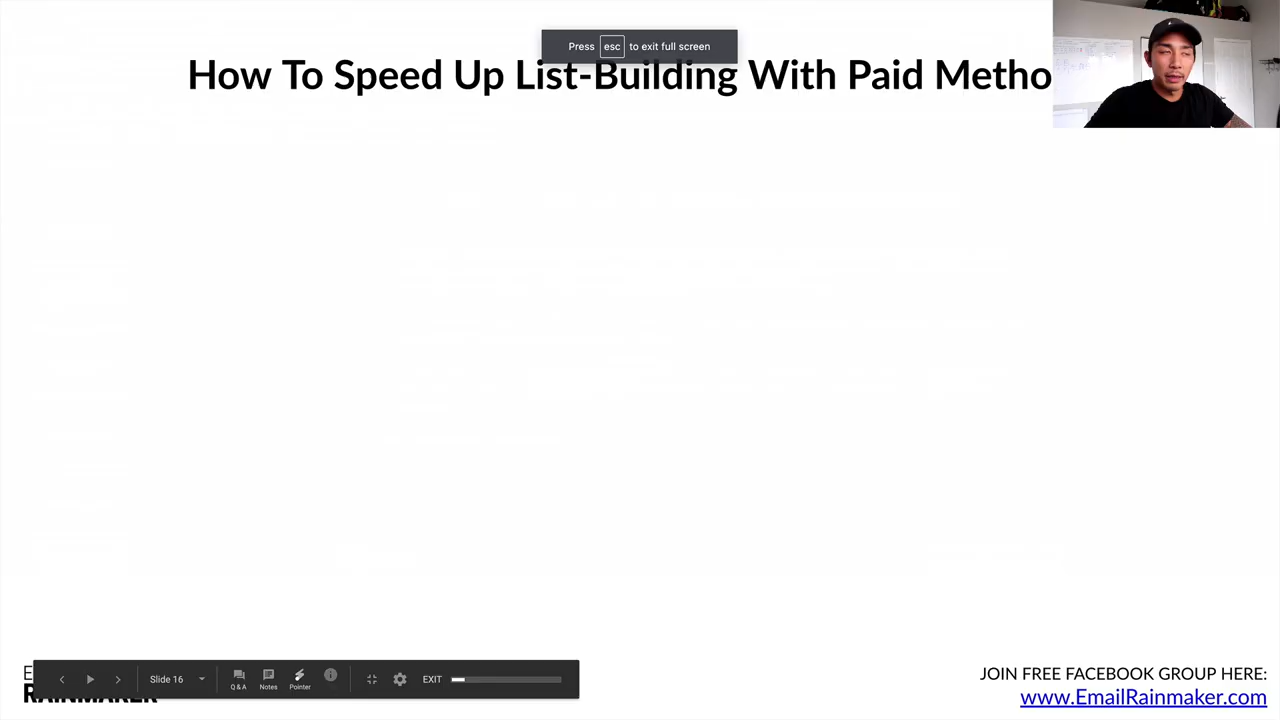 Press esc to exit full screen
How To Speed Up List-Building With Paid Metho
Slide 16
Q & A
Notes
Pointer
EXIT
E
RAINMAKER
JOIN FREE FACEBOOK GROUP HERE:
www.EmailRainmaker.com